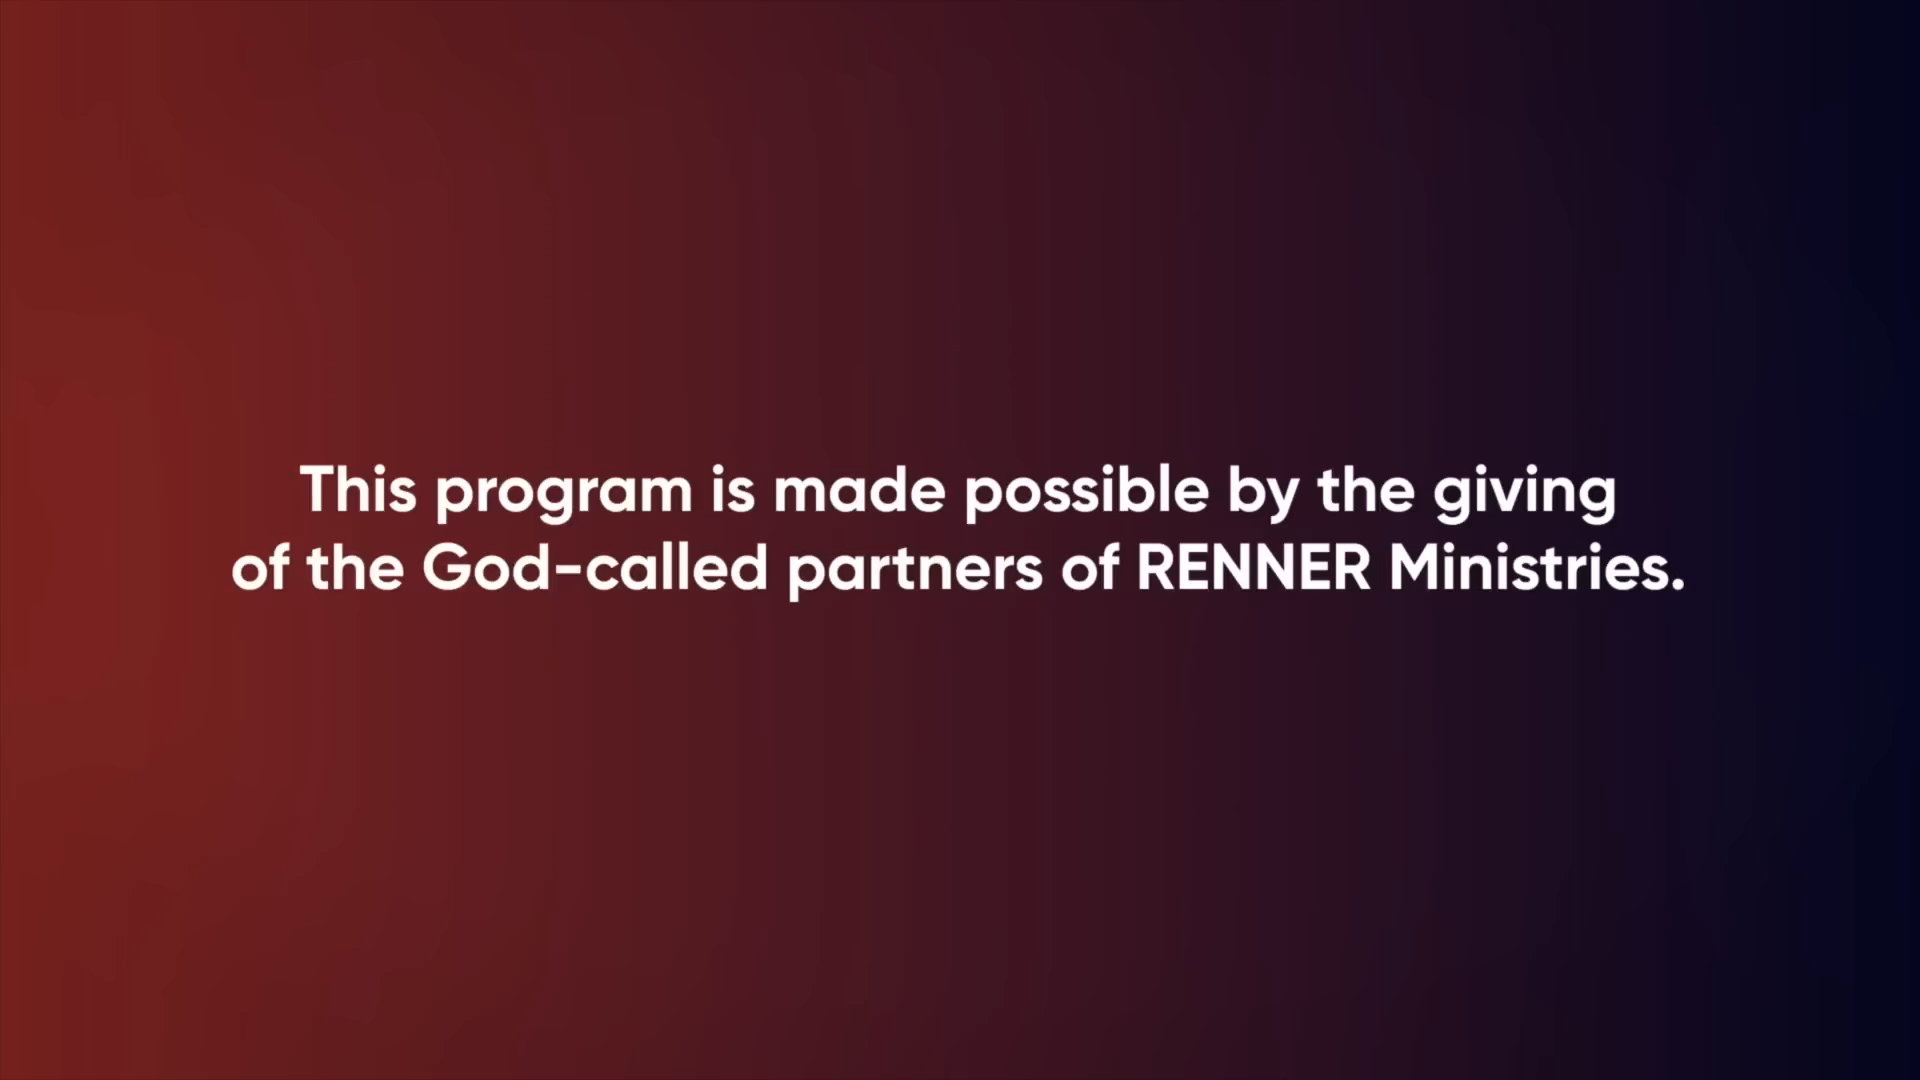 This program is made possible by the giving
of the God-called partners of RENNER Ministries.